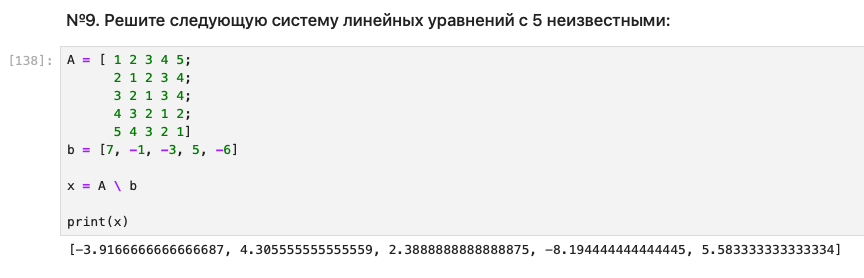 №9. Решите следующую систему линейных уравнений с 5 неизвестными:
[138]: A = [ 1 2 3 4 5;
2 1 2 3 4;
3 2 1 3 4;
4 3 2 1 2;
5 4 3 2 1]
b = [7, -1, -3, 5, -6]
x = A \ b
print(x)
[-3.9166666666666687, 4.305555555555559, 2.3888888888888875, -8.194444444444445, 5.583333333333334]